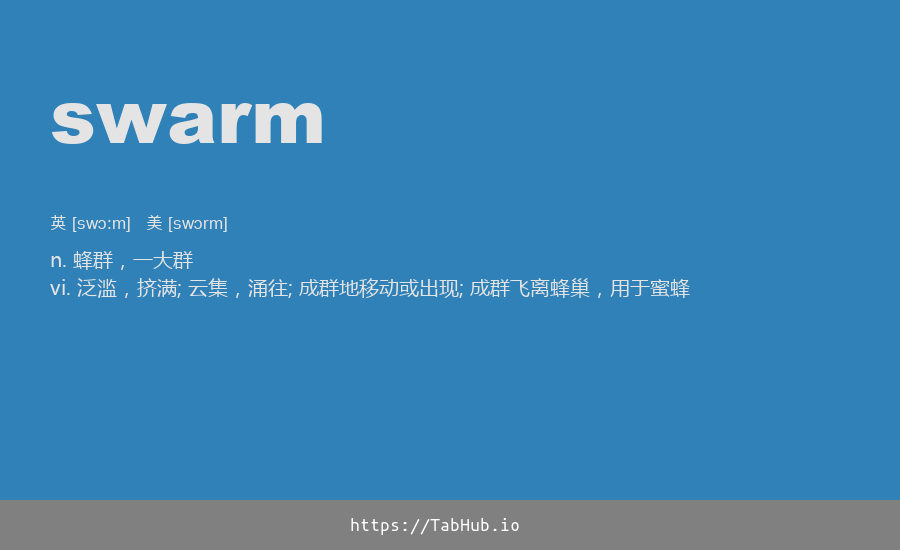 swarm
英 [swɔ:m] 美 [swɔrm]
n. 蜂群，一大群
vi. 泛滥，挤满; 云集，涌往; 成群地移动或出现; 成群飞离蜂巢，用于蜜蜂
https://TabHub.io